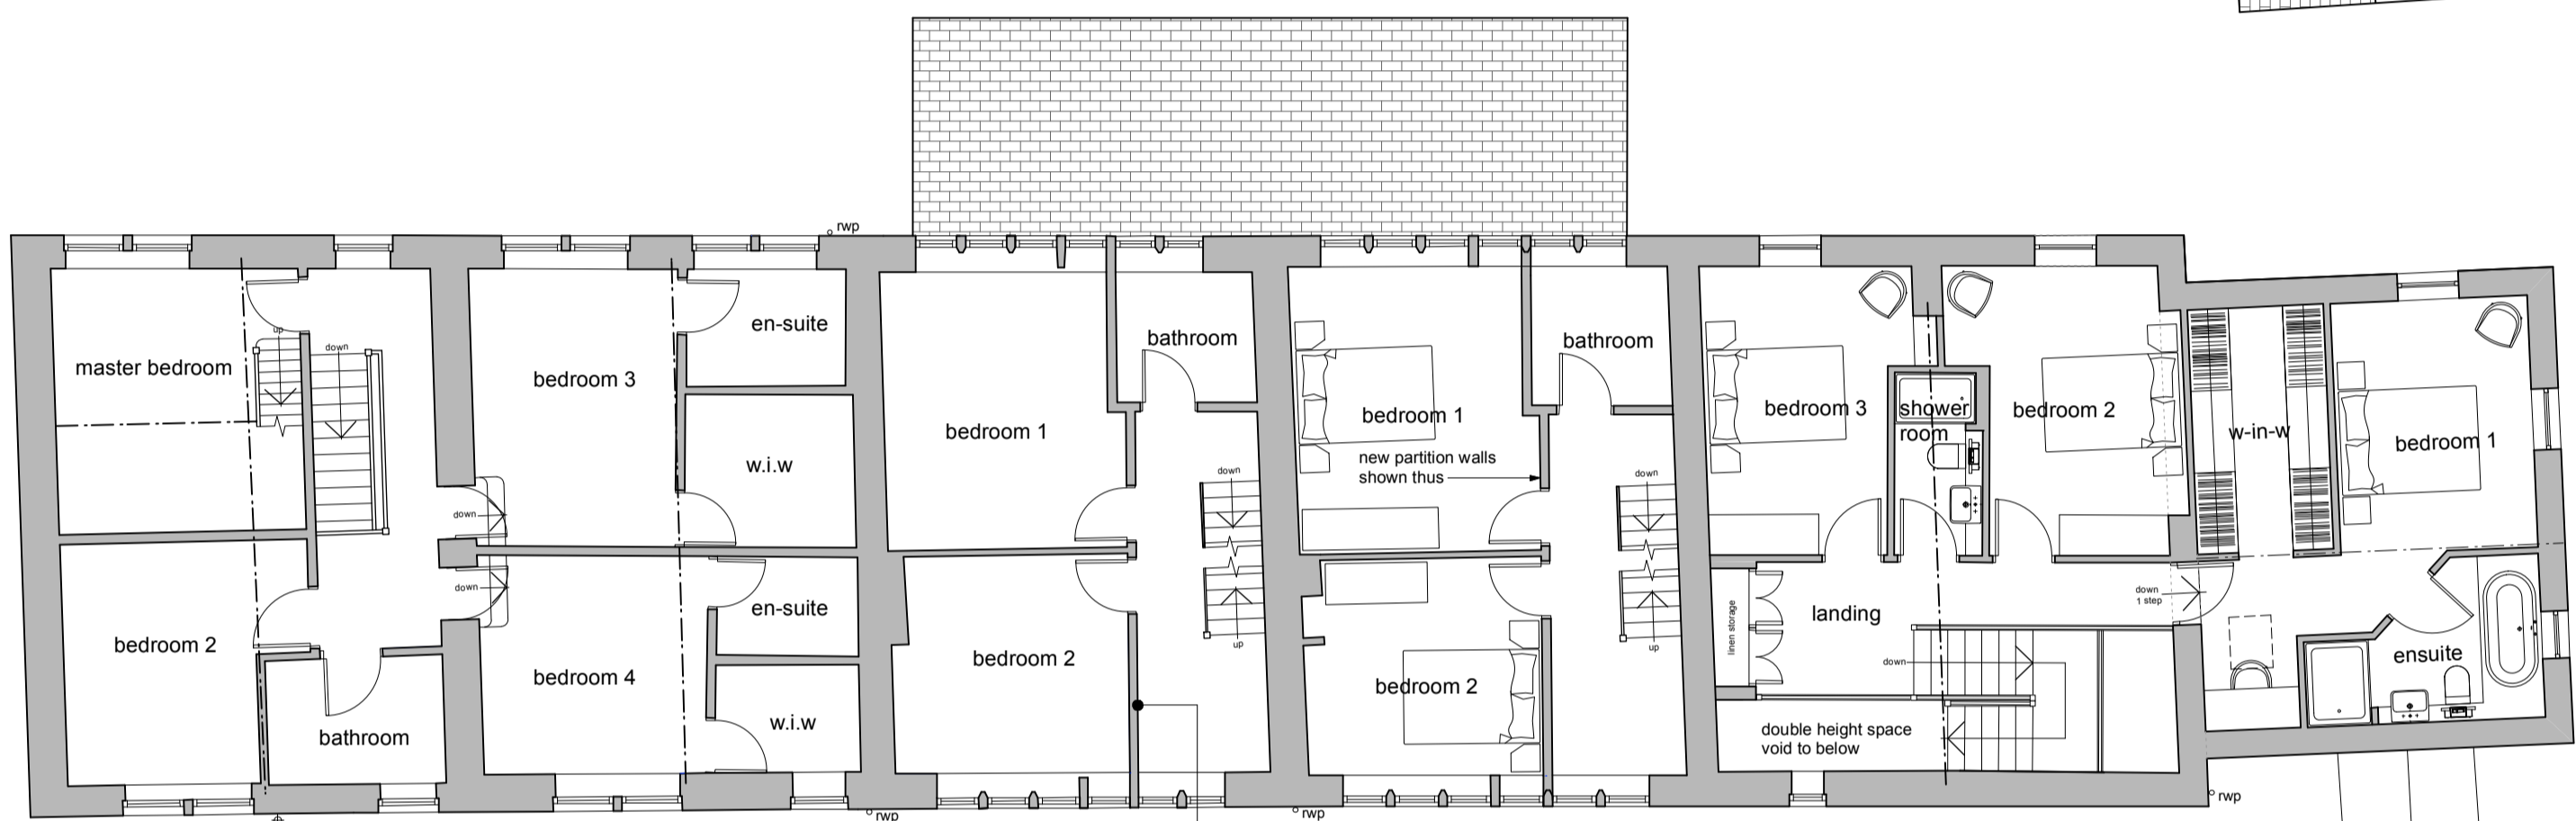 rwp
up
down
master bedroom
bedroom 3
en-suite
w.i.w
bedroom 1
bathroom
down
up
bedroom 1
new partition walls
shown thus
bathroom
down
up
bedroom 3
shower
room
bedroom 2
w-in-w
bedroom 1
down
down
bedroom 2
bathroom
bedroom 4
en-suite
w.i.w
bedroom 2
bedroom 2
linen storage
landing
down
1 step
down
double height space
void to below
ensuite
rwp
rwp
rwp